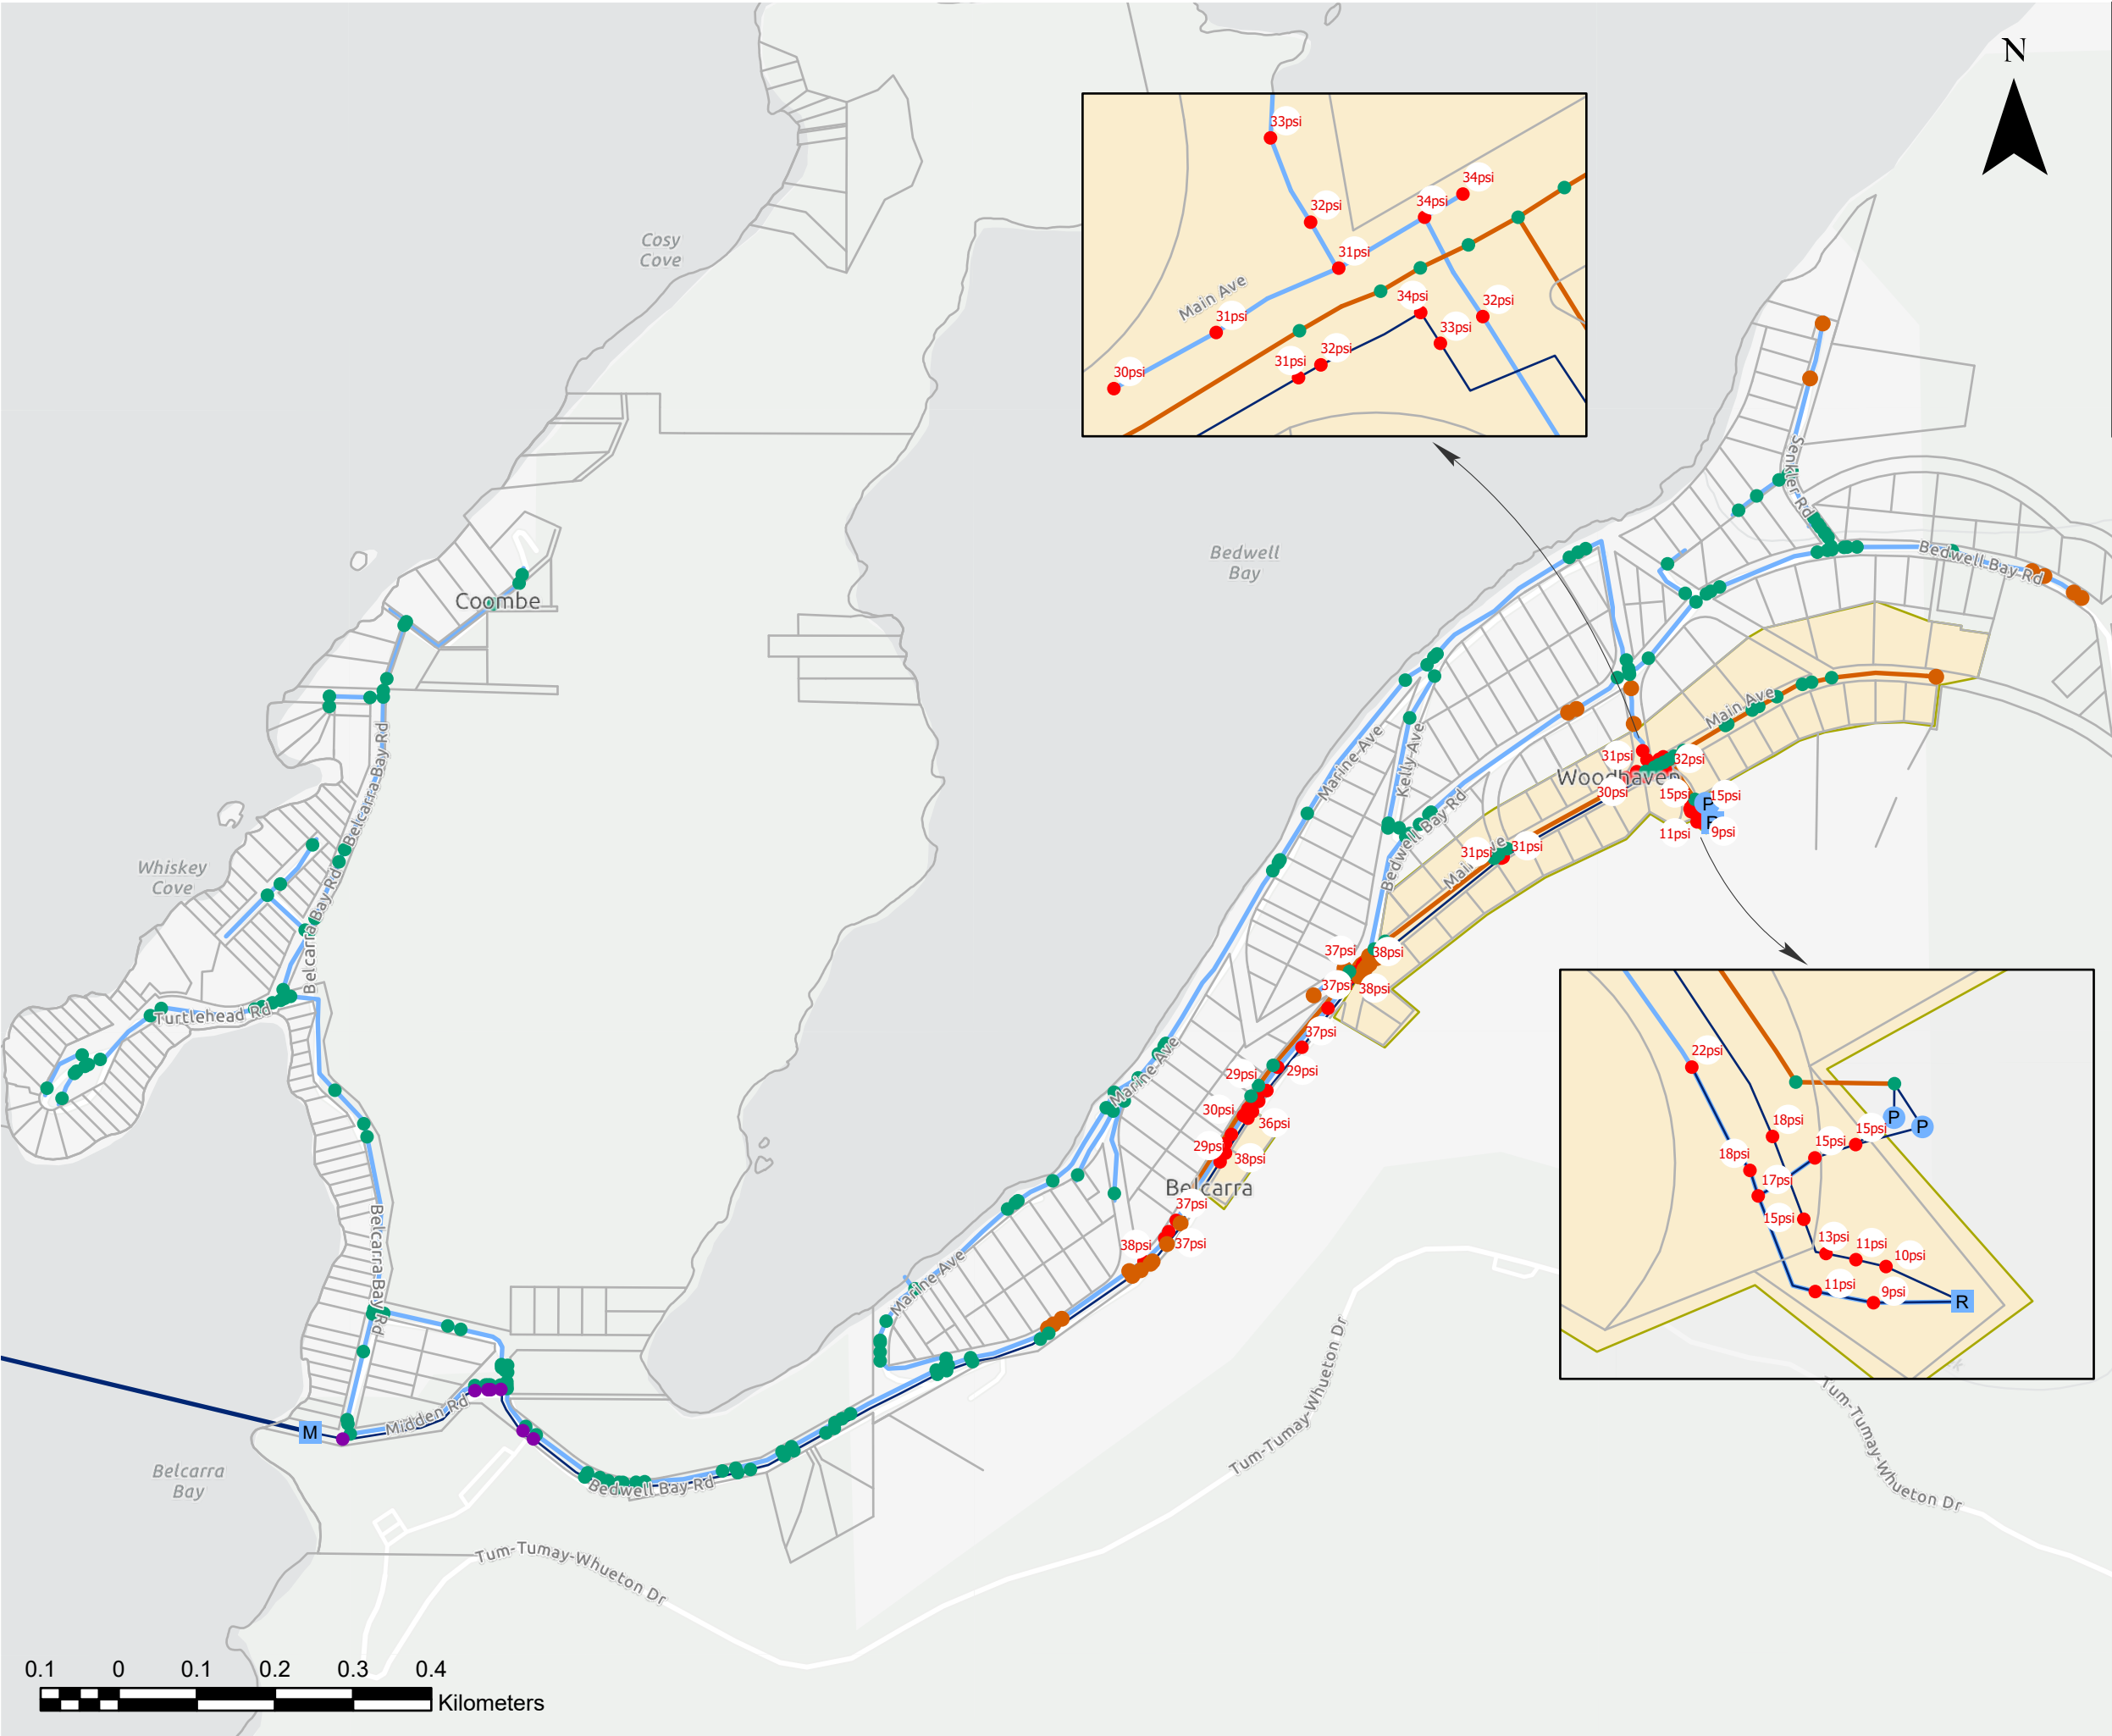 N
33psi
34psi
32psi
34psi
31psi
Main Ave
34psi
32psi
31psi
33psi
32psi
31psi
30psi
Cosy
Cove
Senkler Rd
Bedwell
Bay
Bedwell Bay Rd
Coombe
Main Ave
Belcarra Bay Rd
Marine Ave
Kelly Ave
31psi
32psi
Woodhaven
30psi
15psi
P
15psi
P
11psi
9psi
Bedwell Bay Rd
31psi
31psi
Main Ave
Whiskey
Cove
Belcarra Bay Rd
37psi
38psi
37psi
38psi
Turtlehead Rd
37psi
29psi
29psi
Marine Ave
30psi
36psi
29psi
38psi
Belcarra
37psi
38psi
37psi
22psi
P
P
18psi
15psi
15psi
18psi
17psi
15psi
13psi
11psi
10psi
11psi
9psi
R
Belcarra Bay Rd
Marine Ave
M
Midden Rd
Belcarra
Bay
Bedwell Bay Rd
Tum-Tumay-Whueton Dr
Tum-Tumay-Whueton Dr
Tum-Tumay-Whueton Dr
0.1 0 0.1 0.2 0.3 0.4
Kilometers